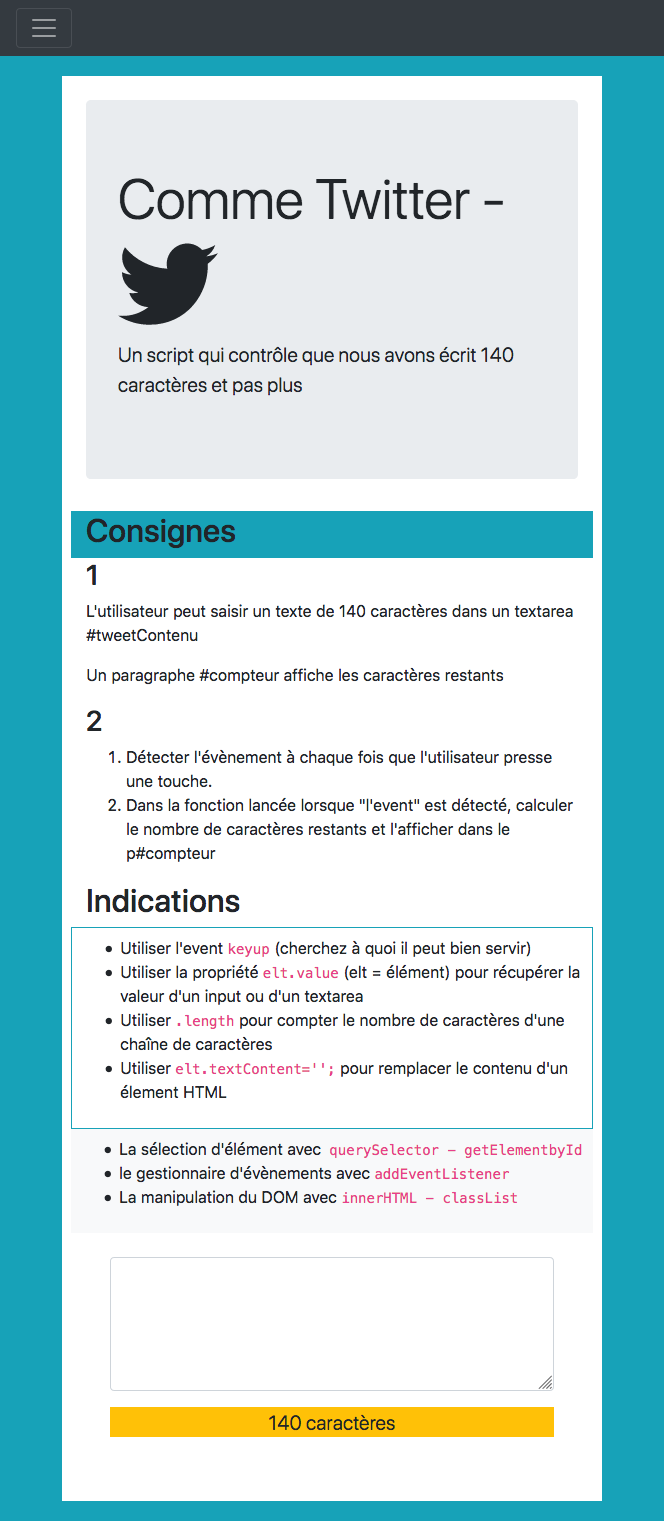 Comme Twitter -
Un script qui contrôle que nous avons écrit 140
caractères et pas plus
Consignes
1
L'utilisateur peut saisir un texte de 140 caractères dans un textarea
#tweetContenu
Un paragraphe #compteur affiche les caractères restants
2
1. Détecter l'évènement à chaque fois que l'utilisateur presse
une touche.
2. Dans la fonction lancée lorsque "l'event" est détecté, calculer
le nombre de caractères restants et l'afficher dans le
p#compteur
Indications
• Utiliser l'event keyup (cherchez à quoi il peut bien servir)
• Utiliser la propriété elt.value (elt = élément) pour récupérer la
valeur d'un input ou d'un textarea
• Utiliser .length pour compter le nombre de caractères d'une
chaîne de caractères
• Utiliser elt.textContent=''; pour remplacer le contenu d'un
élement HTML
• La sélection d'élément avec querySelector - getElementbyId
• le gestionnaire d'évènements avec addEventListener
• La manipulation du DOM avec innerHTML - classList
140 caractères